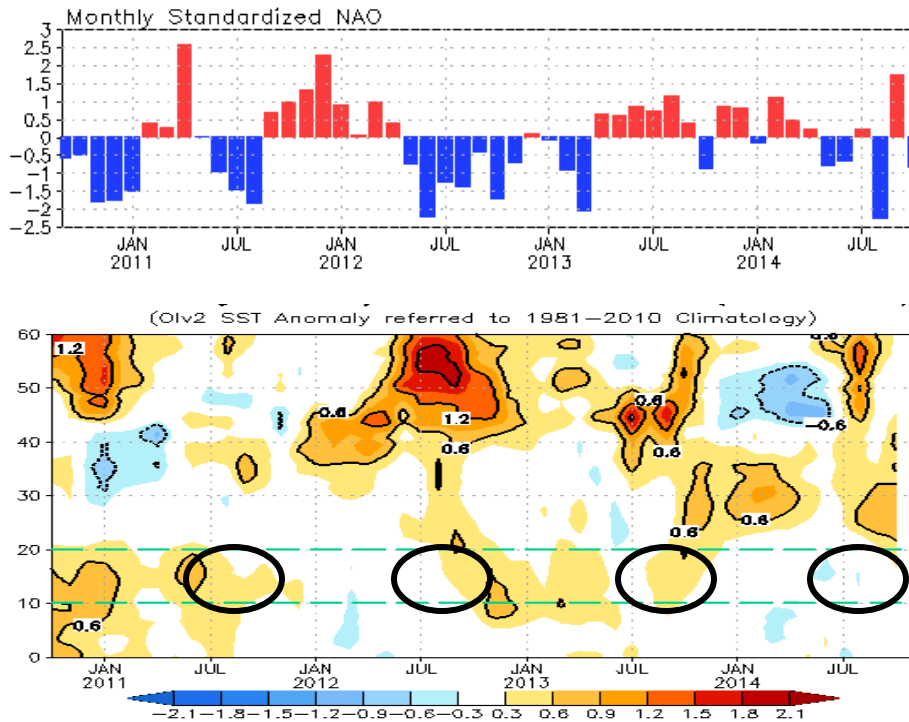 Monthly Standardized NAO
3
2.5
2
1.5
1
0.5
0
-0.5
-1
-1.5
-2
-2.5
JAN JUL JAN JUL JAN JUL JAN JUL
2011 2012 2013 2014
(OIv2 SST Anomaly referred to 1981-2010 Climatology)
60
1.2 0.6
50
0.6 0.6 1.2 -0.6
40
0.6 0.6
30
0.6 0.6 0.6
20
10
0.6
0
JAN JUL JAN JUL JAN JUL JAN JUL
2011 2012 2013 2014
-2.1 -1.8 -1.5 -1.2 -0.9 -0.6 -0.3 0.3 0.6 0.9 1.2 1.5 1.8 2.1